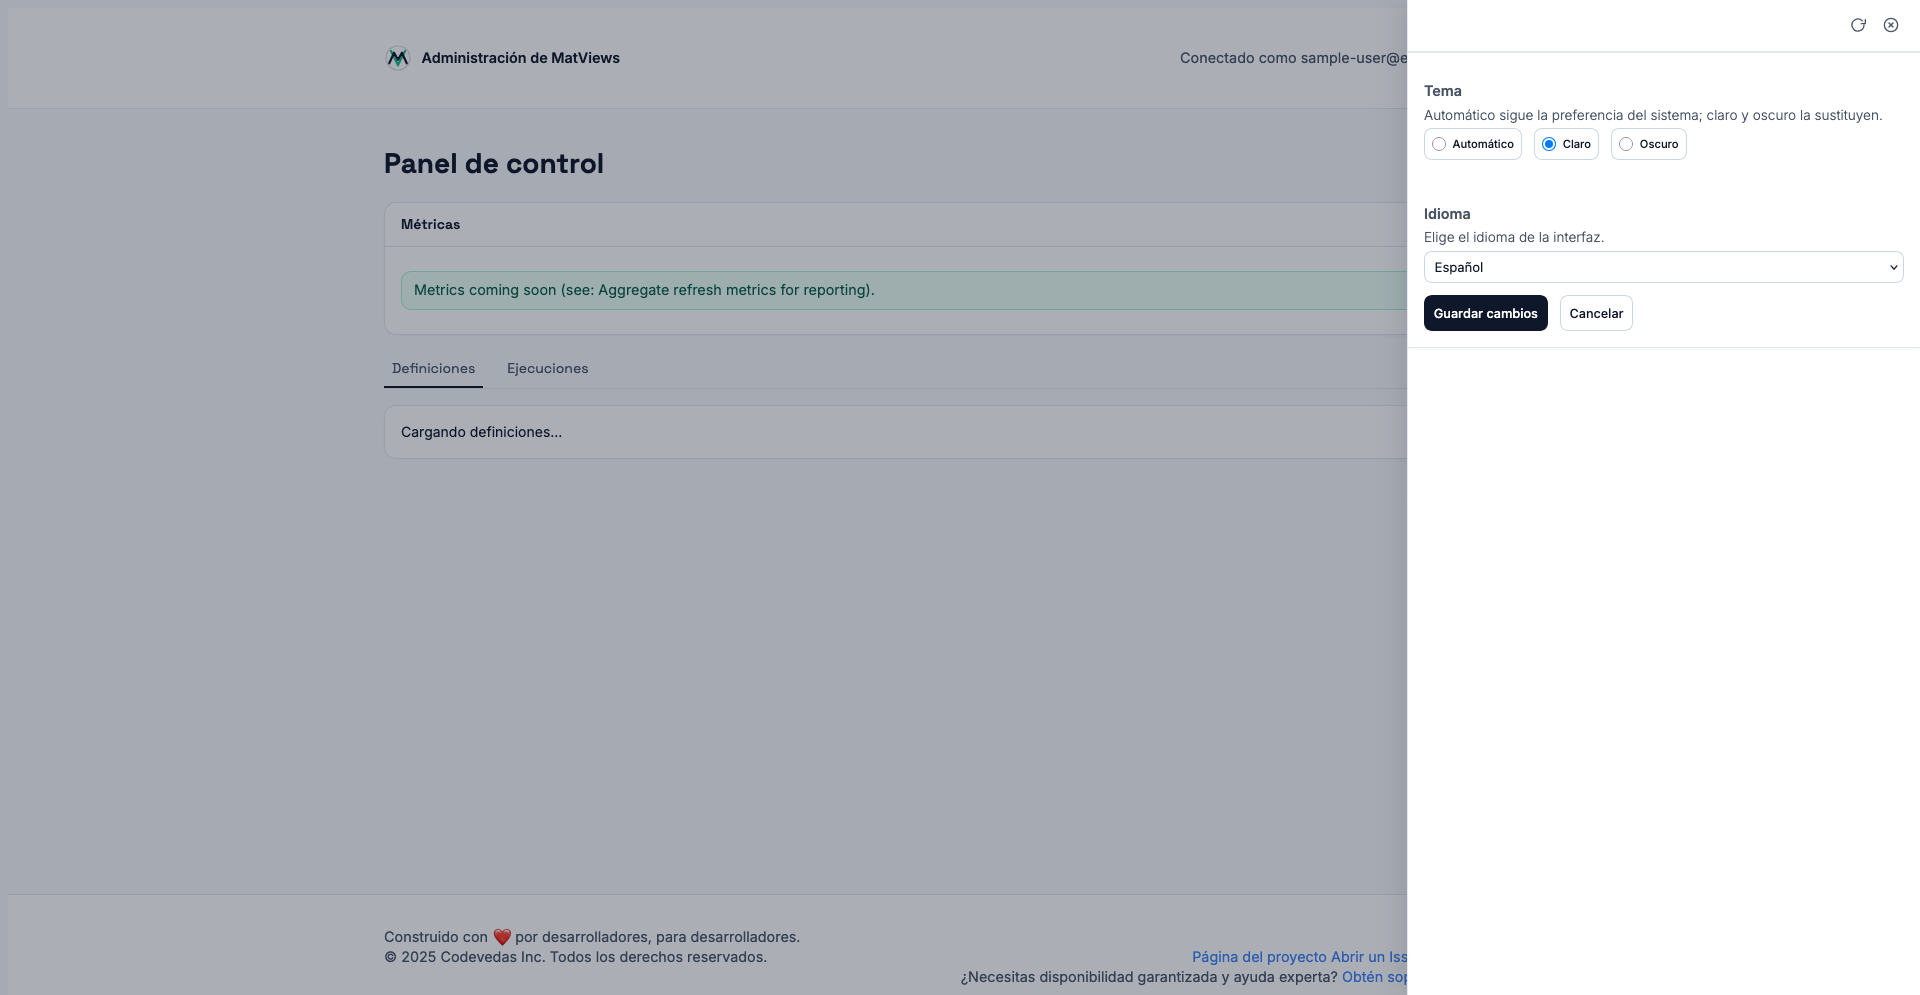 Administración de MatViews
Conectado como sample-user@e
Panel de control
Métricas
Metrics coming soon (see: Aggregate refresh metrics for reporting).
Definiciones
Ejecuciones
Cargando definiciones...
Construido con ❤️ por desarrolladores, para desarrolladores.
© 2025 Codevedas Inc. Todos los derechos reservados.
Página del proyecto Abrir un Iss
¿Necesitas disponibilidad garantizada y ayuda experta? Obtén sop
Tema
Automático sigue la preferencia del sistema; claro y oscuro la sustituyen.
Automático
Claro
Oscuro
Idioma
Elige el idioma de la interfaz.
Español
Guardar cambios
Cancelar